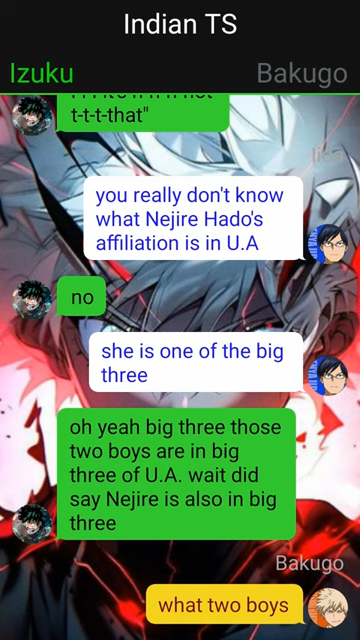 Indian TS
Izuku
Bakugo
t-t-t-that"
you really don't know
what Nejire Hado's
affiliation is in U.A
no
she is one of the big
three
oh yeah big three those
two boys are in big
three of U.A. wait did
say Nejire is also in big
three
Bakugo
what two boys